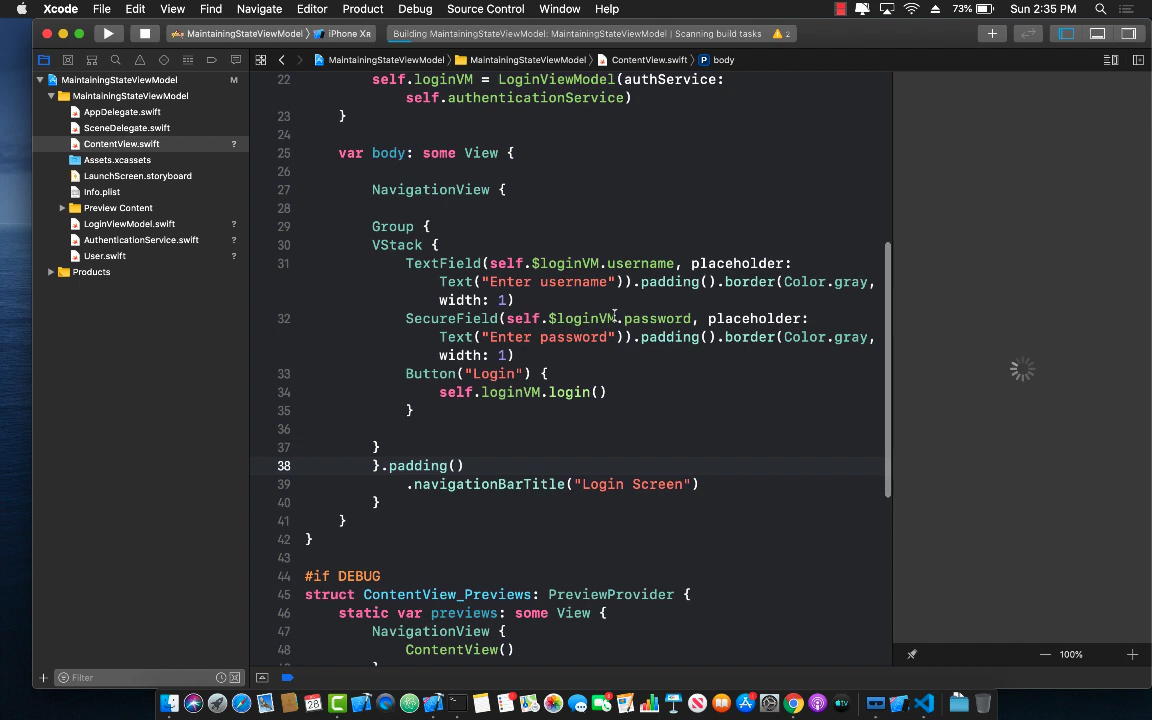 Xcode File Edit View Find Navigate Editor Product Debug Source Control Window Help 73% Sun 2:35 PM
MaintainingStateViewModel iPhone Xʀ Building MaintainingStateViewModel: MaintainingStateViewModel | Scanning build tasks 2
MaintainingStateViewModel MaintainingStateViewModel ContentView.swift P body
MaintainingStateViewModel M
MaintainingStateViewModel
AppDelegate.swift
SceneDelegate.swift
ContentView.swift ?
Assets.xcassets
LaunchScreen.storyboard
Info.plist
Preview Content
LoginViewModel.swift ?
AuthenticationService.swift ?
User.swift ?
Products
22 self.loginVM = LoginViewModel(authService:
self.authenticationService)
23 }
24
25 var body: some View {
26
27 NavigationView {
28
29 Group {
30 VStack {
31 TextField(self.$loginVM.username, placeholder:
Text("Enter username")).padding().border(Color.gray,
width: 1)
32 SecureField(self.$loginVM.password, placeholder:
Text("Enter password")).padding().border(Color.gray,
width: 1)
33 Button("Login") {
34 self.loginVM.login()
35 }
36
37 }
38 }.padding()
39 .navigationBarTitle("Login Screen")
40 }
41 }
42 }
43
44 #if DEBUG
45 struct ContentView_Previews: PreviewProvider {
46 static var previews: some View {
47 NavigationView {
48 ContentView()
Filter
100%
28